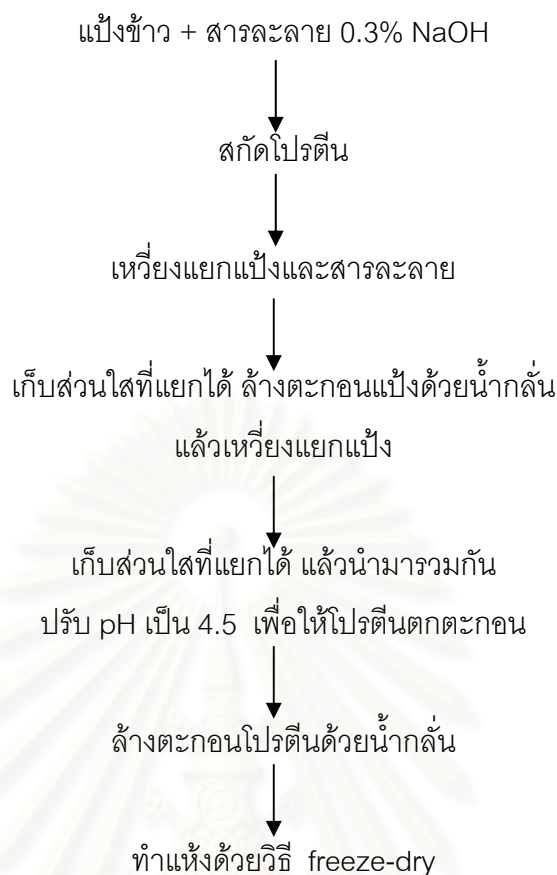 แป้งข้าว + สารละลาย 0.3% NaOH
สกัดโปรตีน
เหวี่ยงแยกแป้งและสารละลาย
เก็บส่วนใสที่แยกได้ ล้างตะกอนแป้งด้วยน้ำกลั่น
แล้วเหวี่ยงแยกแป้ง
เก็บส่วนใสที่แยกได้ แล้วนำมารวมกัน
ปรับ pH เป็น 4.5 เพื่อให้โปรตีนตกตะกอน
ล้างตะกอนโปรตีนด้วยน้ำกลั่น
ทำแห้งด้วยวิธี freeze-dry